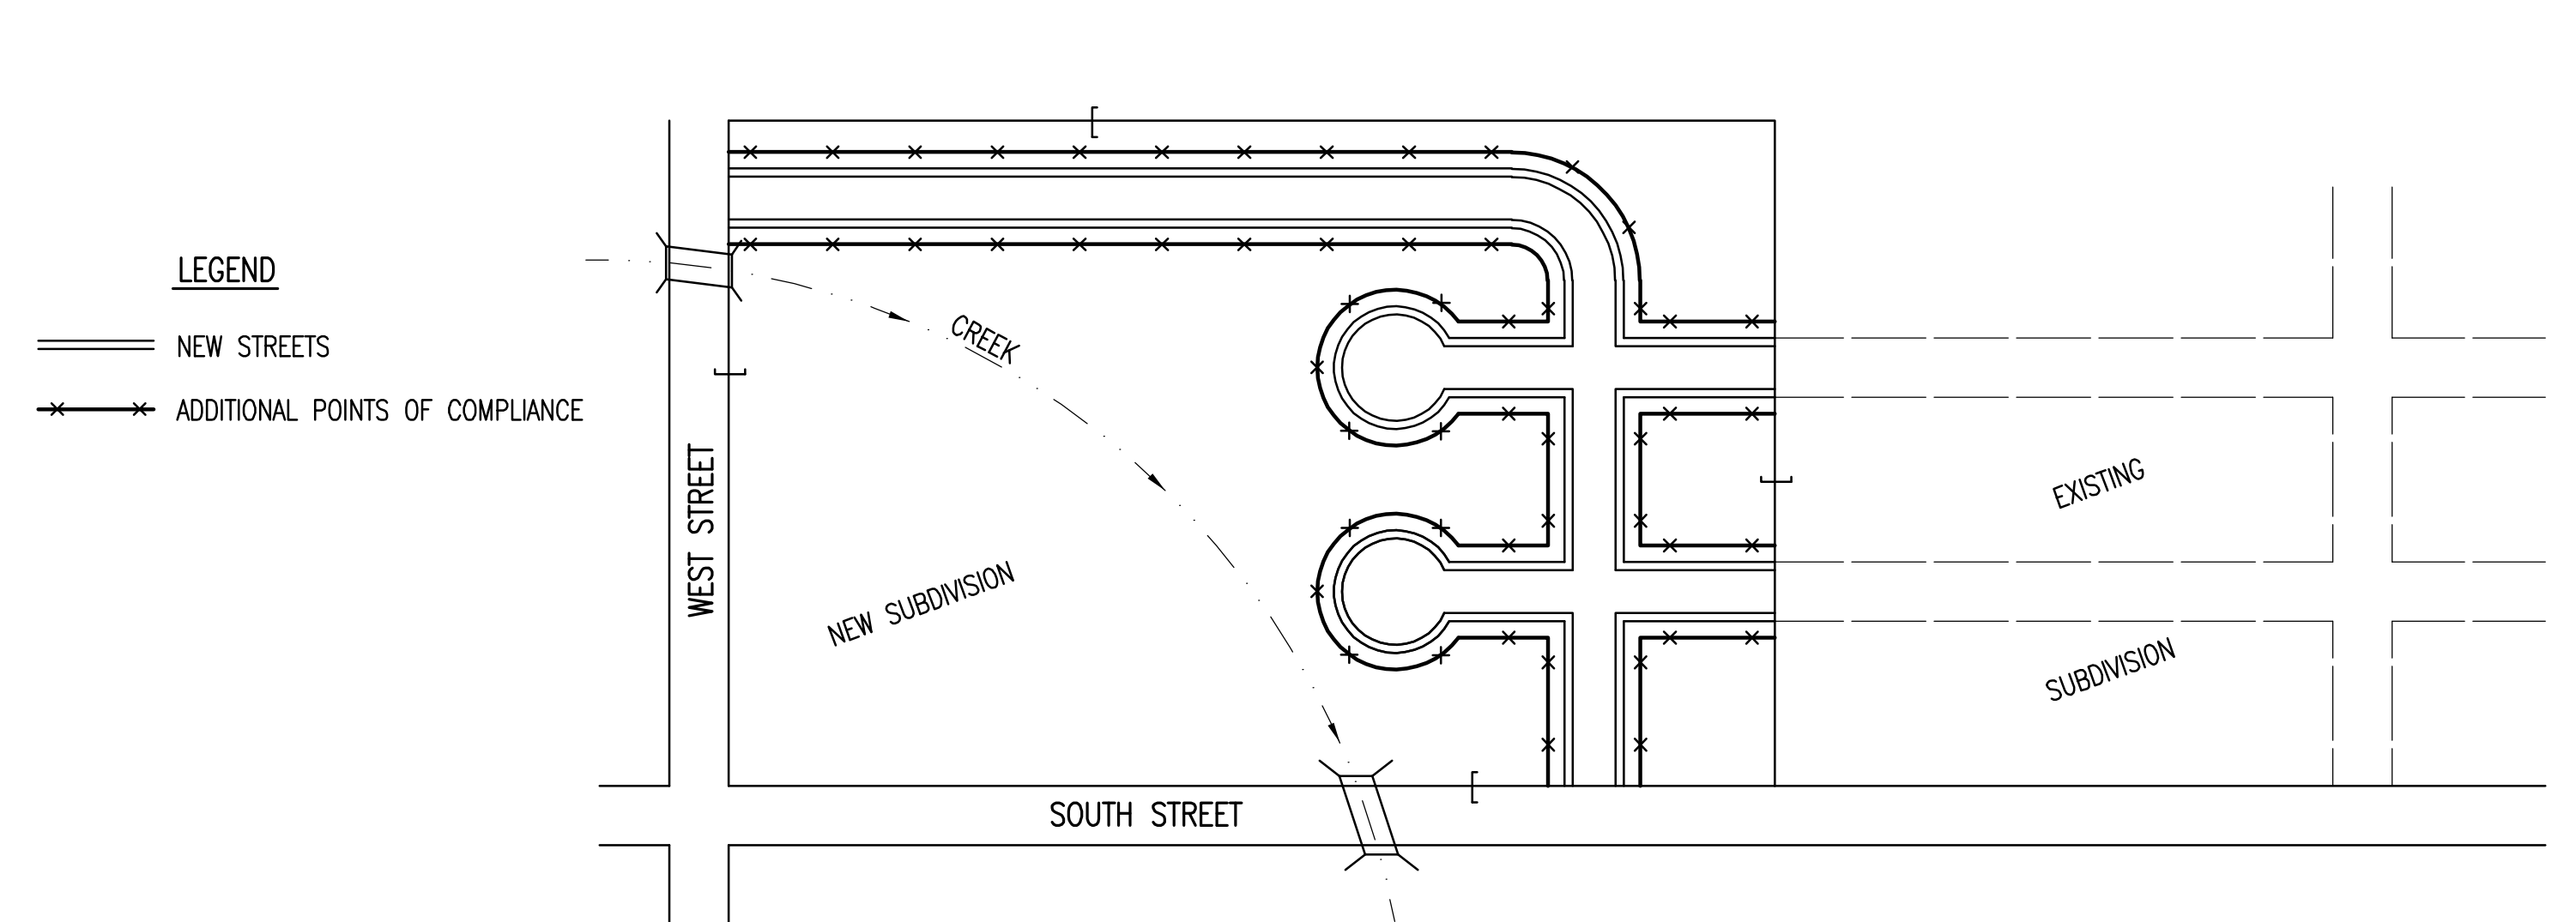 LEGEND
NEW STREETS
ADDITIONAL POINTS OF COMPLIANCE
WEST STREET
CREEK
NEW SUBDIVISION
SOUTH STREET
EXISTING
SUBDIVISION